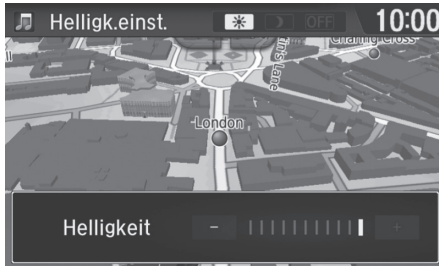 Helligk.einst. OFF 10:00
Charing Cross
London
Helligkeit - +